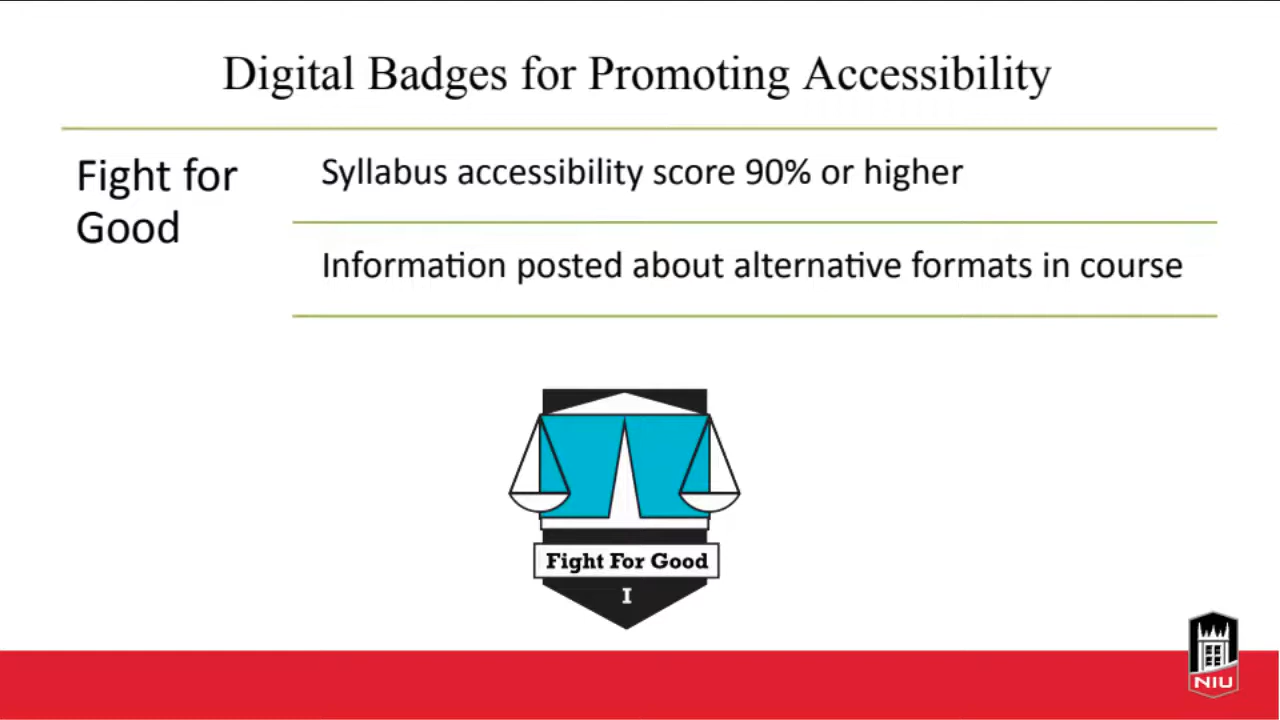 Digital Badges for Promoting Accessibility
Fight for
Good
Syllabus accessibility score 90% or higher
Information posted about alternative formats in course
Fight For Good
I
NIU